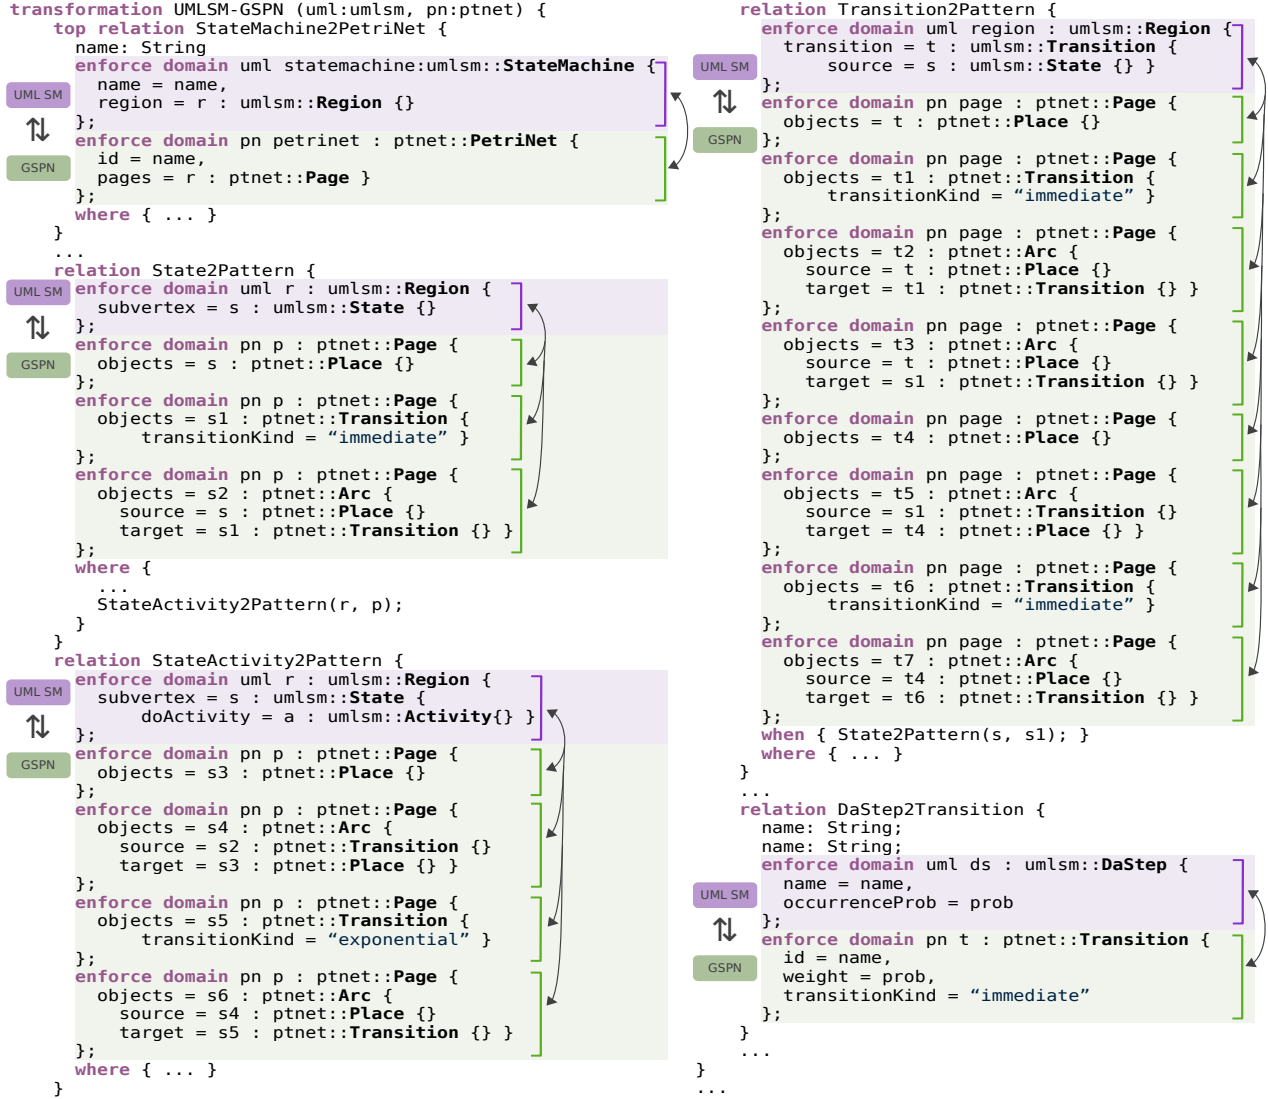 transformation UMLSM-GSPN (uml:umlsm, pn:ptnet) {
top relation StateMachine2PetriNet {
name: String
enforce domain uml statemachine:umlsm::StateMachine {
name = name,
region = r : umlsm::Region {}
};
enforce domain pn petrinet : ptnet::PetriNet {
id = name,
pages = r : ptnet::Page }
};
where { ... }
}
UML SM
GSPN
...
relation State2Pattern {
enforce domain uml r : umlsm::Region {
subvertex = s : umlsm::State {}
};
enforce domain pn p : ptnet::Page {
objects = s : ptnet::Place {}
};
enforce domain pn p : ptnet::Page {
objects = s1 : ptnet::Transition {
transitionKind = “immediate” }
};
enforce domain pn p : ptnet::Page {
objects = s2 : ptnet::Arc {
source = s : ptnet::Place {}
target = s1 : ptnet::Transition {} }
};
where {
...
StateActivity2Pattern(r, p);
}
}
UML SM
GSPN
relation StateActivity2Pattern {
enforce domain uml r : umlsm::Region {
subvertex = s : umlsm::State {
doActivity = a : umlsm::Activity{} }
};
enforce domain pn p : ptnet::Page {
objects = s3 : ptnet::Place {}
};
enforce domain pn p : ptnet::Page {
objects = s4 : ptnet::Arc {
source = s2 : ptnet::Transition {}
target = s3 : ptnet::Place {} }
};
enforce domain pn p : ptnet::Page {
objects = s5 : ptnet::Transition {
transitionKind = “exponential” }
};
enforce domain pn p : ptnet::Page {
objects = s6 : ptnet::Arc {
source = s4 : ptnet::Place {}
target = s5 : ptnet::Transition {} }
};
where { ... }
}
UML SM
GSPN
relation Transition2Pattern {
enforce domain uml region : umlsm::Region {
transition = t : umlsm::Transition {
source = s : umlsm::State {} }
};
enforce domain pn page : ptnet::Page {
objects = t : ptnet::Place {}
};
enforce domain pn page : ptnet::Page {
objects = t1 : ptnet::Transition {
transitionKind = “immediate” }
};
enforce domain pn page : ptnet::Page {
objects = t2 : ptnet::Arc {
source = t : ptnet::Place {}
target = t1 : ptnet::Transition {} }
};
enforce domain pn page : ptnet::Page {
objects = t3 : ptnet::Arc {
source = t : ptnet::Place {}
target = s1 : ptnet::Transition {} }
};
enforce domain pn page : ptnet::Page {
objects = t4 : ptnet::Place {}
};
enforce domain pn page : ptnet::Page {
objects = t5 : ptnet::Arc {
source = s1 : ptnet::Transition {}
target = t4 : ptnet::Place {} }
};
enforce domain pn page : ptnet::Page {
objects = t6 : ptnet::Transition {
transitionKind = “immediate” }
};
enforce domain pn page : ptnet::Page {
objects = t7 : ptnet::Arc {
source = t4 : ptnet::Place {}
target = t6 : ptnet::Transition {} }
};
when { State2Pattern(s, s1); }
where { ... }
}
UML SM
GSPN
...
relation DaStep2Transition {
name: String;
name: String;
enforce domain uml ds : umlsm::DaStep {
name = name,
occurrenceProb = prob
};
enforce domain pn t : ptnet::Transition {
id = name,
weight = prob,
transitionKind = “immediate”
};
}
UML SM
GSPN
...
}
...